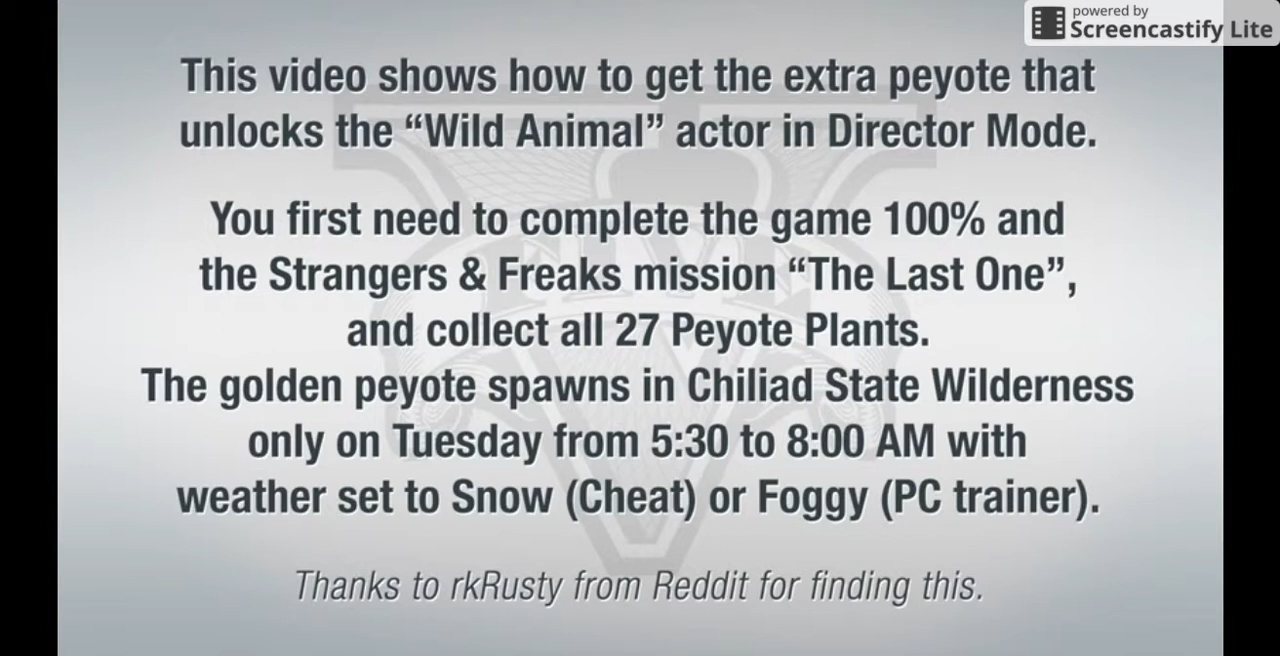 powered by
Screencastify Lite
This video shows how to get the extra peyote that
unlocks the “Wild Animal” actor in Director Mode.
You first need to complete the game 100% and
the Strangers & Freaks mission “The Last One”,
and collect all 27 Peyote Plants.
The golden peyote spawns in Chiliad State Wilderness
only on Tuesday from 5:30 to 8:00 AM with
weather set to Snow (Cheat) or Foggy (PC trainer).
Thanks to rkRusty from Reddit for finding this.